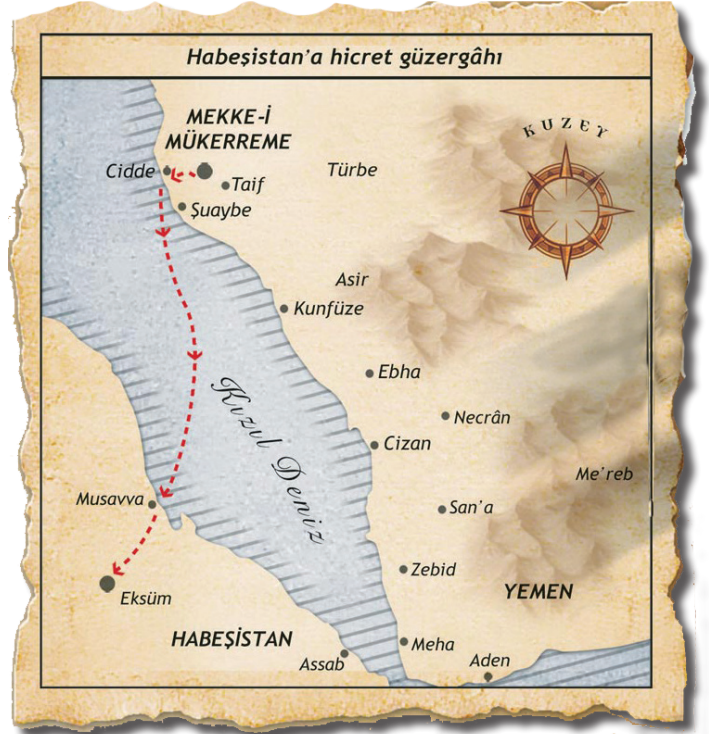 Habeşistan'a hicret güzergâhı
KUZEY
MEKKE-İ
MÜKERREME
Cidde
Taif
Türbe
Şuaybe
Asir
Kunfüze
Ebha
Kızıl Deniz
Necrân
Cizan
Me'reb
Musavva
San'a
Zebid
Eksüm
YEMEN
HABEŞİSTAN
Meha
Assab
Aden